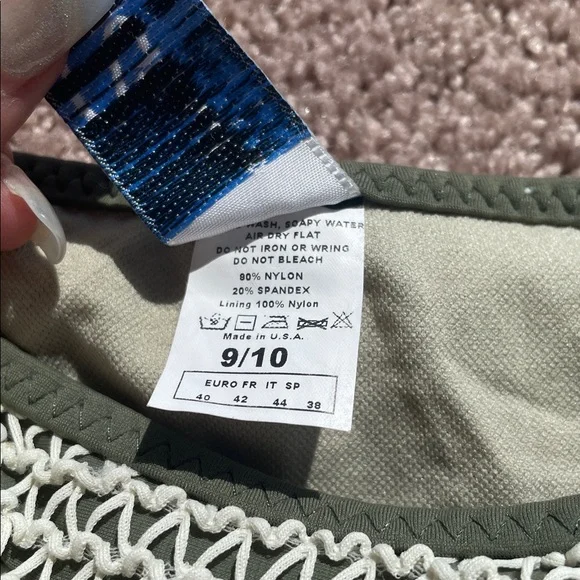 WASH, SOAPY WATER
AIR DRY FLAT
DO NOT IRON OR WRING
DO NOT BLEACH
80% NYLON
20% SPANDEX
Lining 100% Nylon
Made in U.S.A.
9/10
EURO FR IT SP
40 42 44 38